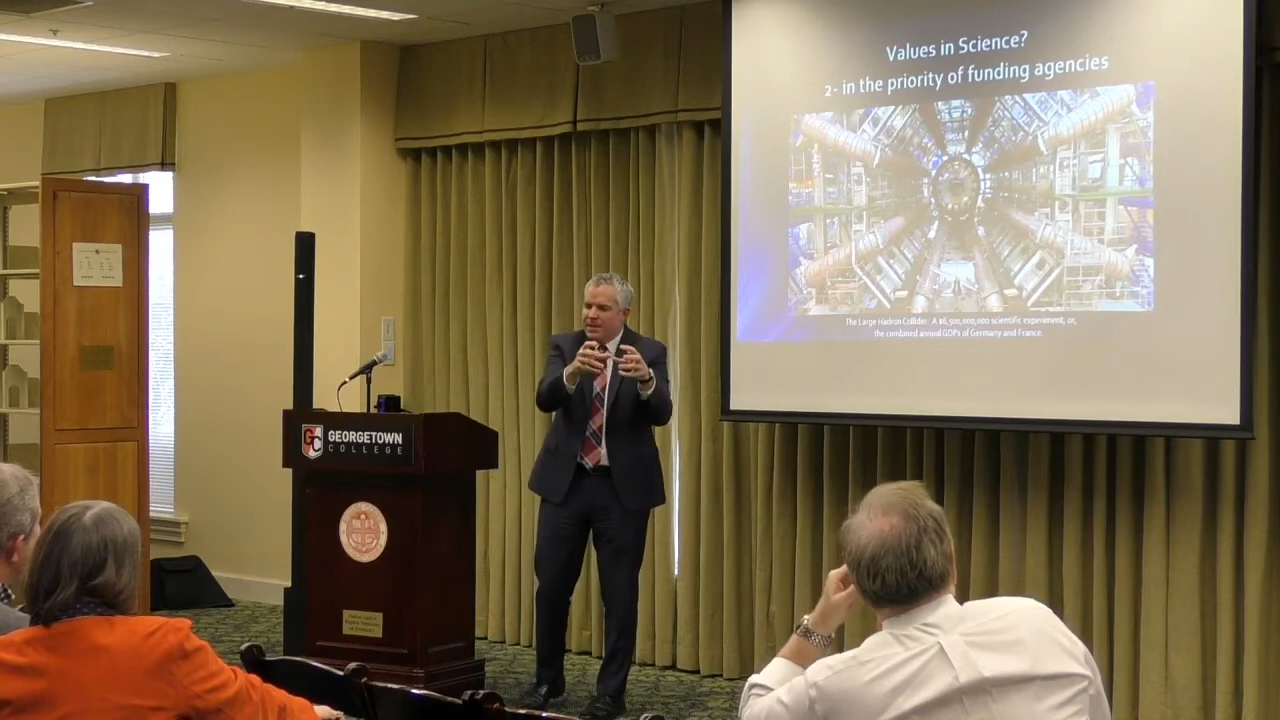 Values in Science?
2- in the priority of funding agencies
The Large Hadron Collider: A $6,500,000,000 scientific experiment, or,
the combined annual GDPs of Germany and France.
GC
GEORGETOWN
COLLEGE